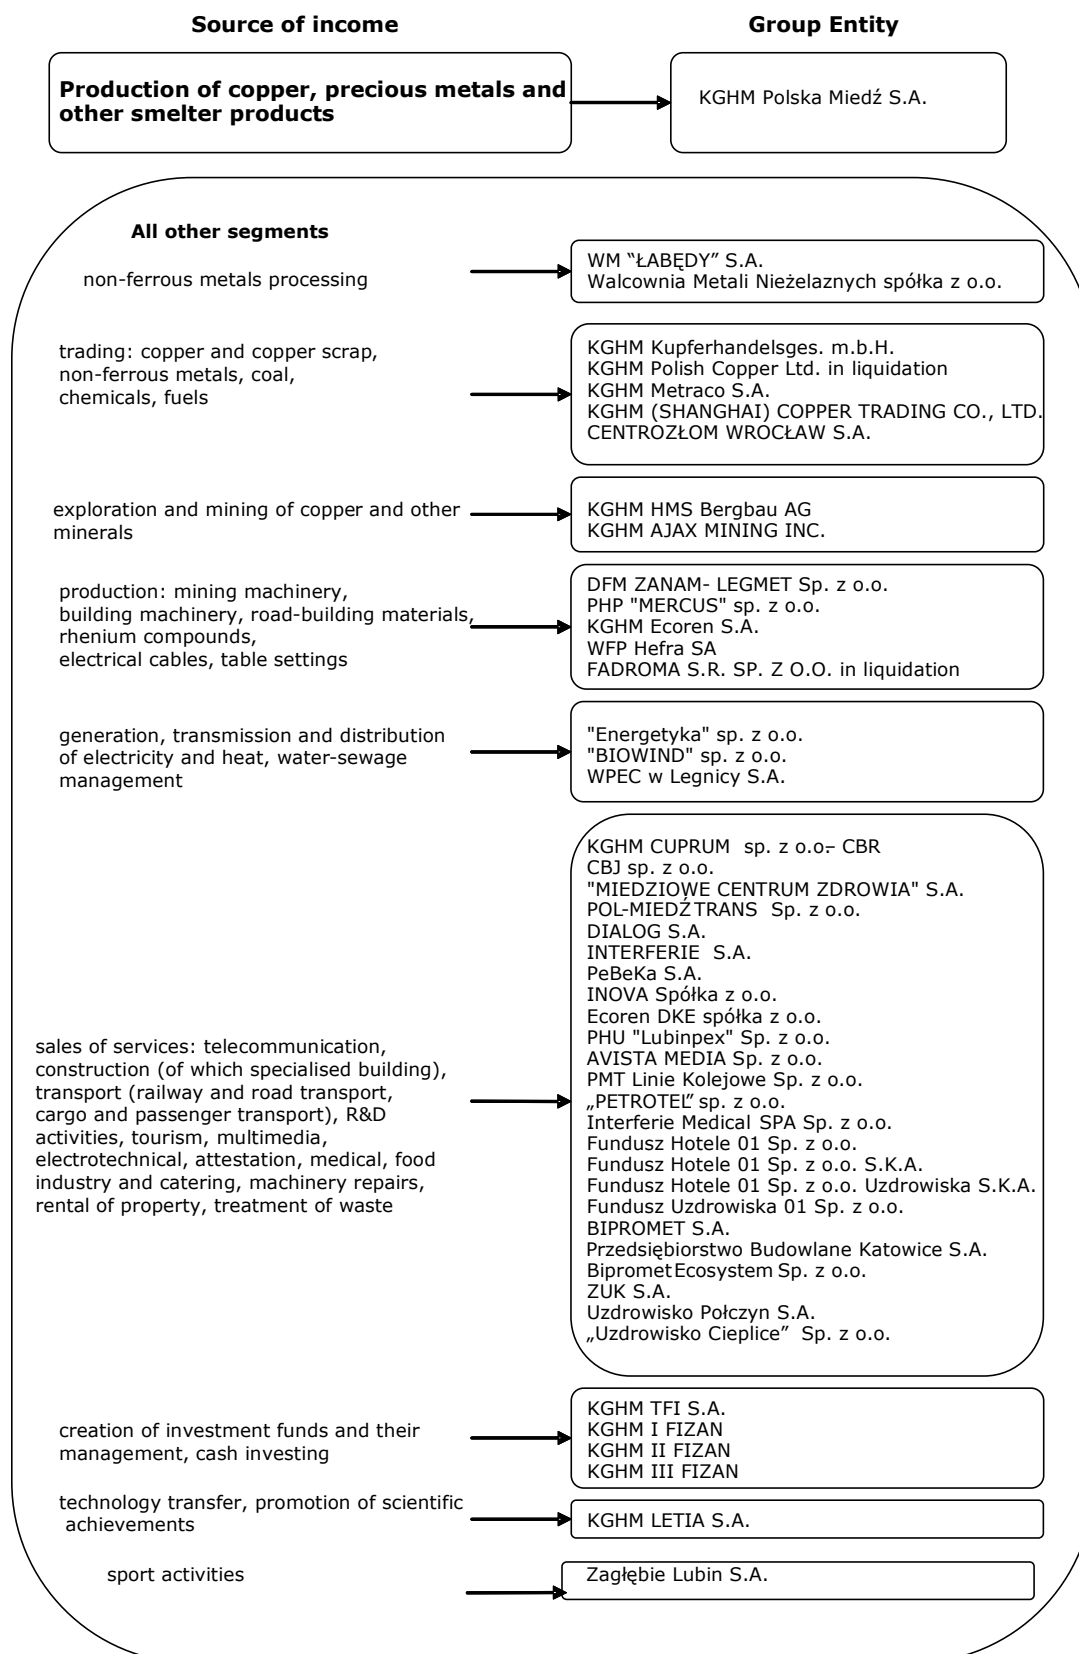 Source of income
Group Entity
Production of copper, precious metals and
other smelter products
KGHM Polska Miedź S.A.
All other segments
non-ferrous metals processing
WM “ŁABĘDY” S.A.
Walcownia Metali Nieżelaznych spółka z o.o.
trading: copper and copper scrap,
non-ferrous metals, coal,
chemicals, fuels
KGHM Kupferhandelsges. m.b.H.
KGHM Polish Copper Ltd. in liquidation
KGHM Metraco S.A.
KGHM (SHANGHAI) COPPER TRADING CO., LTD.
CENTROZŁOM WROCŁAW S.A.
exploration and mining of copper and other
minerals
KGHM HMS Bergbau AG
KGHM AJAX MINING INC.
production: mining machinery,
building machinery, road-building materials,
rhenium compounds,
electrical cables, table settings
DFM ZANAM- LEGMET Sp. z o.o.
PHP "MERCUS" sp. z o.o.
KGHM Ecoren S.A.
WFP Hefra SA
FADROMA S.R. SP. Z O.O. in liquidation
generation, transmission and distribution
of electricity and heat, water-sewage
management
"Energetyka" sp. z o.o.
"BIOWIND" sp. z o.o.
WPEC w Legnicy S.A.
sales of services: telecommunication,
construction (of which specialised building),
transport (railway and road transport,
cargo and passenger transport), R&D
activities, tourism, multimedia,
electrotechnical, attestation, medical, food
industry and catering, machinery repairs,
rental of property, treatment of waste
KGHM CUPRUM sp. z o.o– CBR
CBJ sp. z o.o.
"MIEDZIOWE CENTRUM ZDROWIA" S.A.
POL-MIEDŹ TRANS Sp. z o.o.
DIALOG S.A.
INTERFERIE S.A.
PeBeKa S.A.
INOVA Spółka z o.o.
Ecoren DKE spółka z o.o.
PHU "Lubinpex" Sp. z o.o.
AVISTA MEDIA Sp. z o.o.
PMT Linie Kolejowe Sp. z o.o.
„PETROTEL” sp. z o.o.
Interferie Medical SPA Sp. z o.o.
Fundusz Hotele 01 Sp. z o.o.
Fundusz Hotele 01 Sp. z o.o. S.K.A.
Fundusz Hotele 01 Sp. z o.o. Uzdrowiska S.K.A.
Fundusz Uzdrowiska 01 Sp. z o.o.
BIPROMET S.A.
Przedsiębiorstwo Budowlane Katowice S.A.
Bipromet Ecosystem Sp. z o.o.
ZUK S.A.
Uzdrowisko Połczyn S.A.
„Uzdrowisko Cieplice” Sp. z o.o.
creation of investment funds and their
management, cash investing
KGHM TFI S.A.
KGHM I FIZAN
KGHM II FIZAN
KGHM III FIZAN
technology transfer, promotion of scientific
achievements
KGHM LETIA S.A.
sport activities
Zagłębie Lubin S.A.